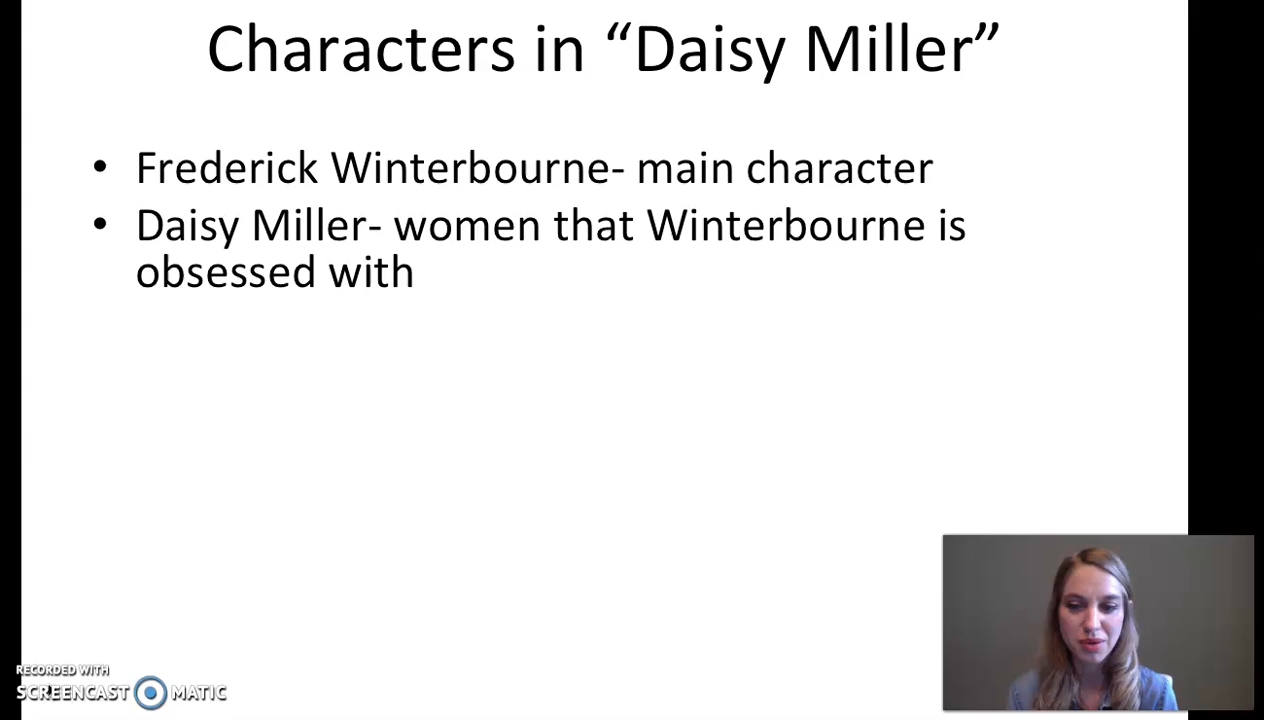 Characters in “Daisy Miller”
• Frederick Winterbourne- main character
• Daisy Miller- women that Winterbourne is
obsessed with
RECORDED WITH
SCREENCAST MATIC